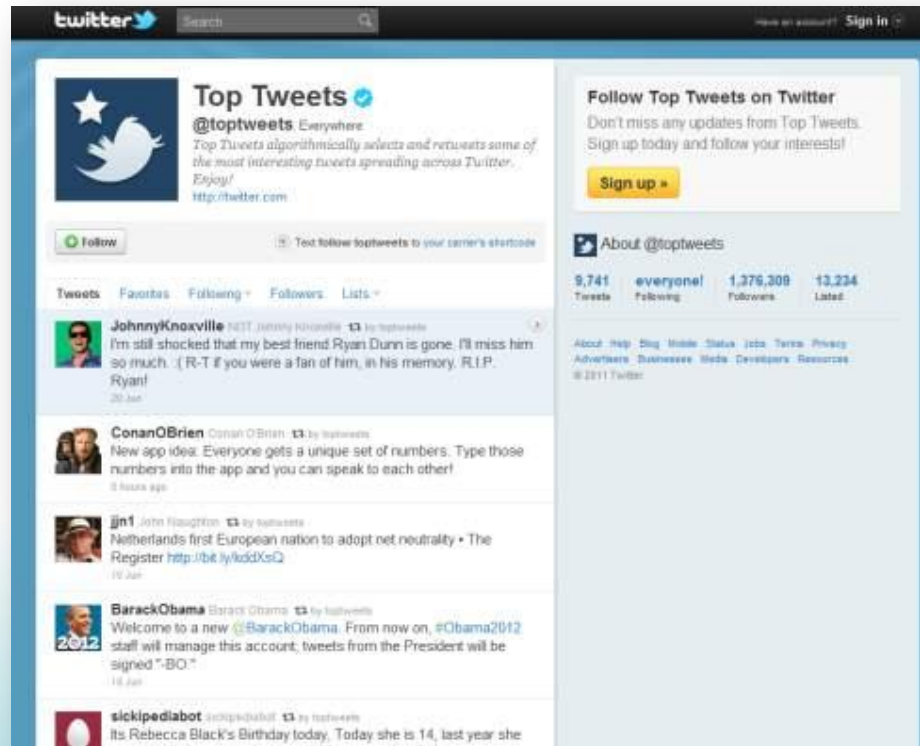 twitter
Search
Have an account? Sign in
Top Tweets
@toptweets Everywhere
Top Tweets algorithmically selects and retweets some of
the most interesting tweets spreading across Twitter.
Enjoy!
http://twitter.com
Follow
Text follow toptweets to your carrier's shortcode
Tweets Favorites Following Followers Lists
JohnnyKnoxville NOT Johnny Knoxville by toptweets
I'm still shocked that my best friend Ryan Dunn is gone. I'll miss him
so much. :( R-T if you were a fan of him, in his memory. R.I.P.
Ryan!
20 Jun
ConanOBrien Conan O'Brien by toptweets
New app idea: Everyone gets a unique set of numbers. Type those
numbers into the app and you can speak to each other!
hours ago
jjn1 John Naughton by toptweets
Netherlands first European nation to adopt net neutrality • The
Register http://bit.ly/kddXsQ
Jun
BarackObama Barack Obama by toptweets
2012
Welcome to a new @BarackObama. From now on, #Obama2012
staff will manage this account; tweets from the President will be
signed "-BO."
Jun
sickipediabot sickipediabot by toptweets
Its Rebecca Black's Birthday today, Today she is 14, last year she
Follow Top Tweets on Twitter
Don't miss any updates from Top Tweets.
Sign up today and follow your interests!
Sign up »
About @toptweets
9,741 everyone! 1,376,309 13,234
Tweets Following Followers Listed
About Help Blog Mobile Status Jobs Terms Privacy
Advertisers Businesses Media Developers Resources
© 2011 Twitter